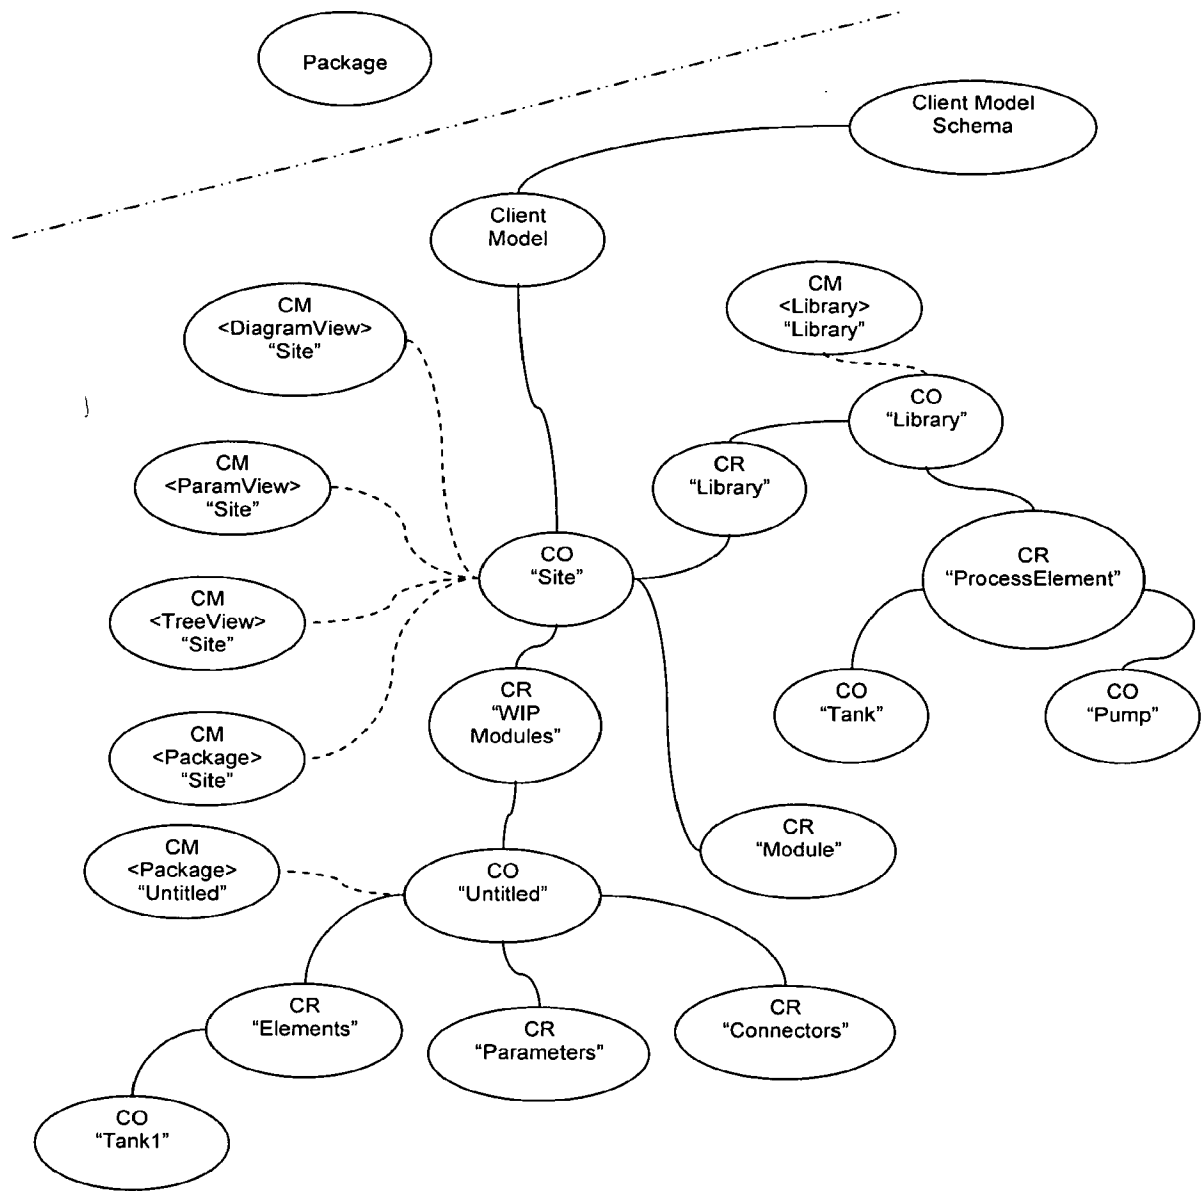 Package
Client Model
Schema
Client
Model
CM
<DiagramView>
“Site”
CM
<Library>
“Library”
CO
“Library”
CM
<ParamView>
“Site”
CR
“Library”
CO
“Site”
CR
“ProcessElement”
CM
<TreeView>
“Site”
CR
“WIP
Modules”
CO
“Tank”
CO
“Pump”
CM
<Package>
“Site”
CR
“Module”
CM
<Package>
“Untitled”
CO
“Untitled”
CR
“Elements”
CR
“Parameters”
CR
“Connectors”
CO
“Tank1”